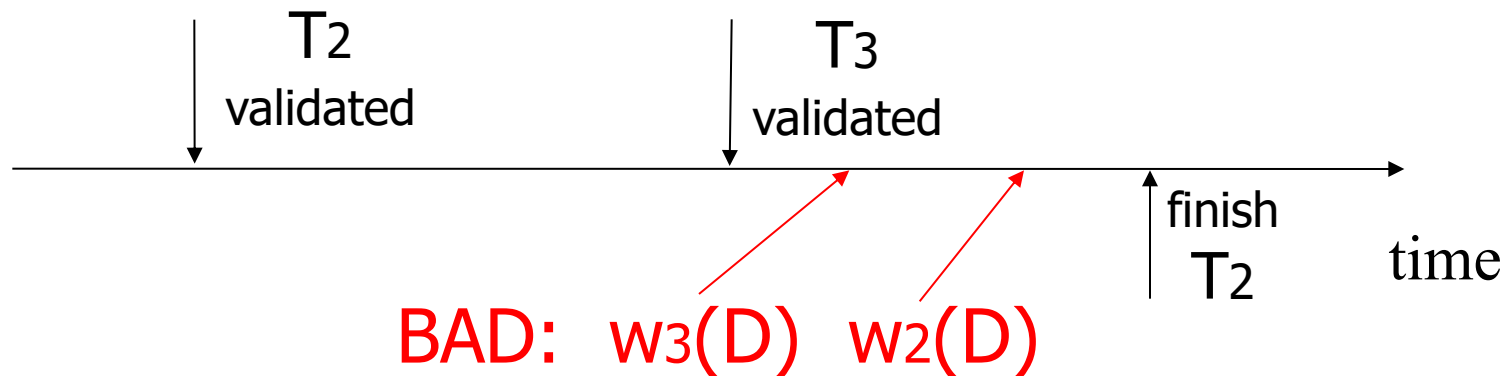 T2
validated
T3
validated
finish
T2
time
BAD: w3(D) w2(D)